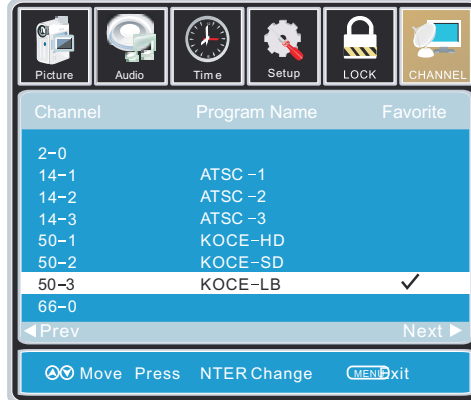 Picture Audio Time Setup LOCK CHANNEL
Channel Program Name Favorite
2-0
14-1 ATSC -1
14-2 ATSC -2
14-3 ATSC -3
50-1 KOCE-HD
50-2 KOCE-SD
50-3 KOCE-LB ✓
66-0
◀Prev Next ▶
Move Press NTER Change MENU Exit